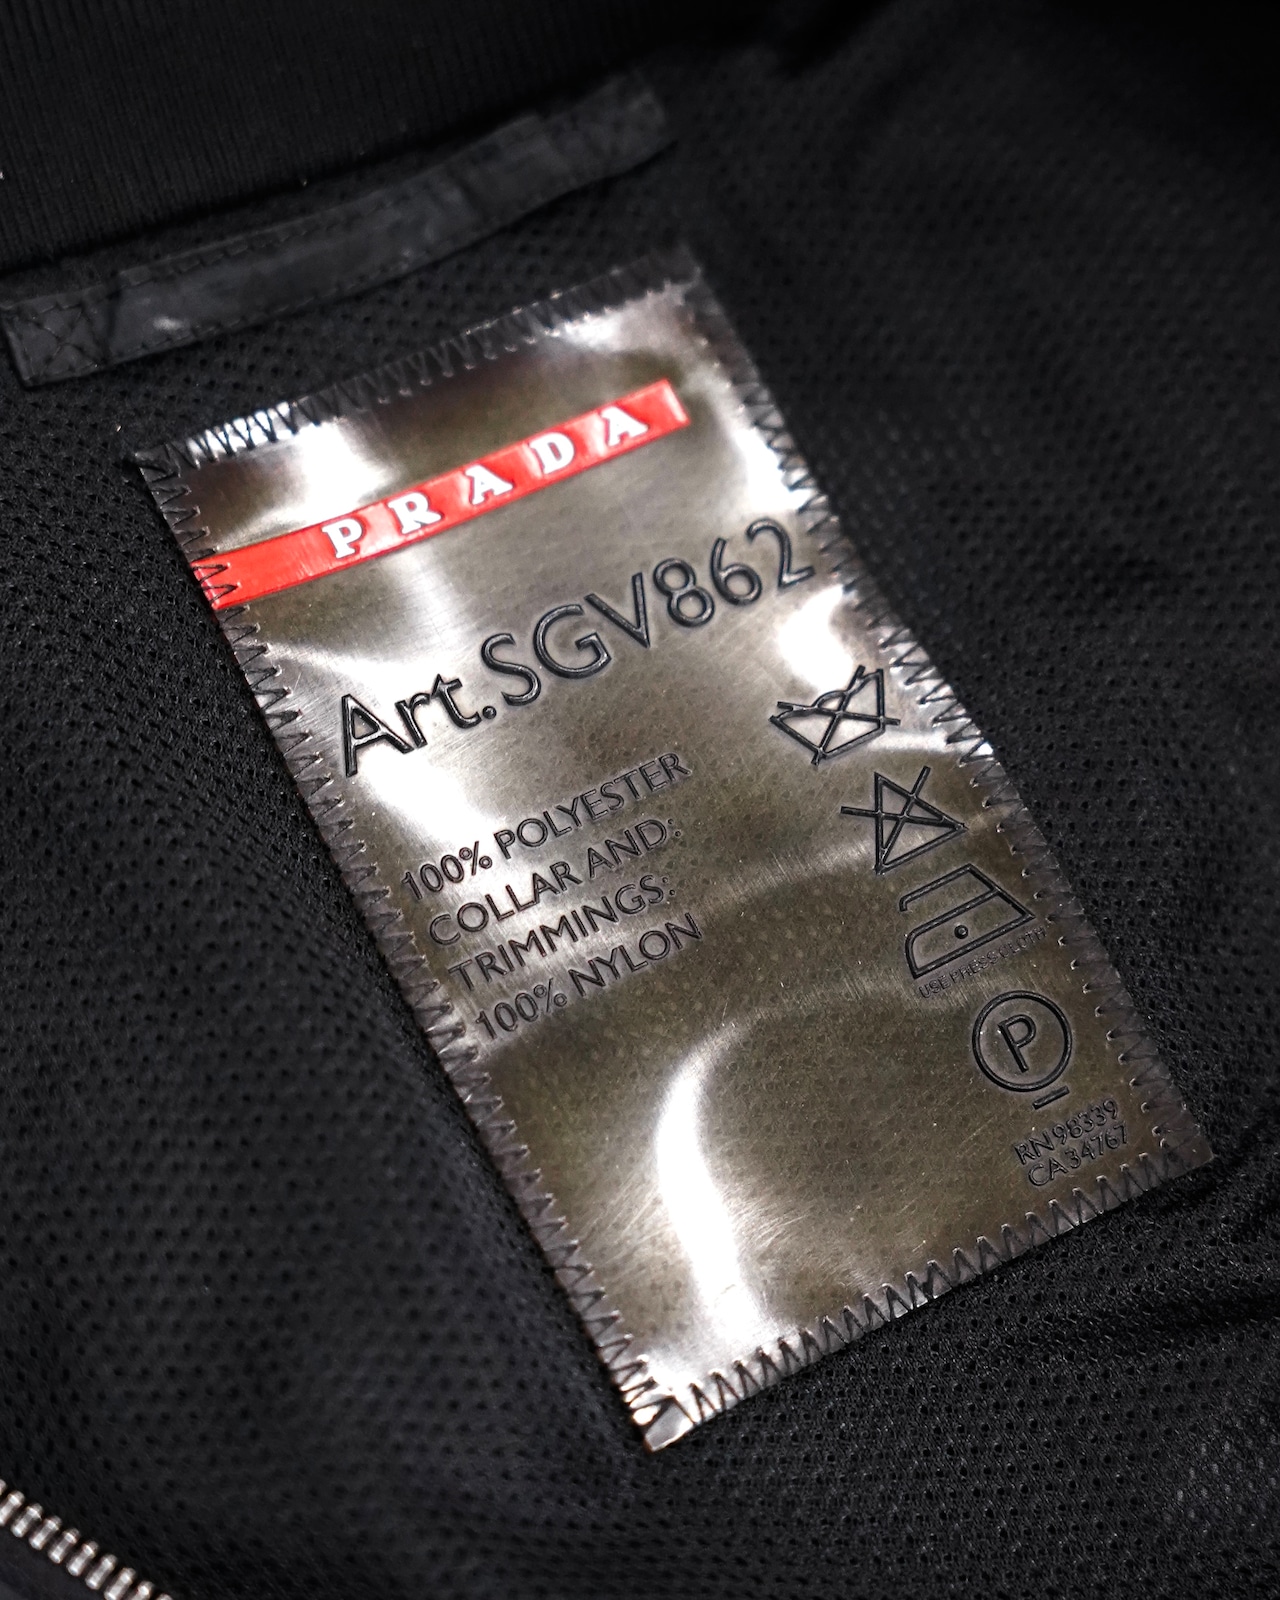 PRADA
Art.SGV862
100% POLYESTER
COLLAR AND:
TRIMMINGS:
100% NYLON
USE PRESS CLOTH
P
RN 98339
CA 34767